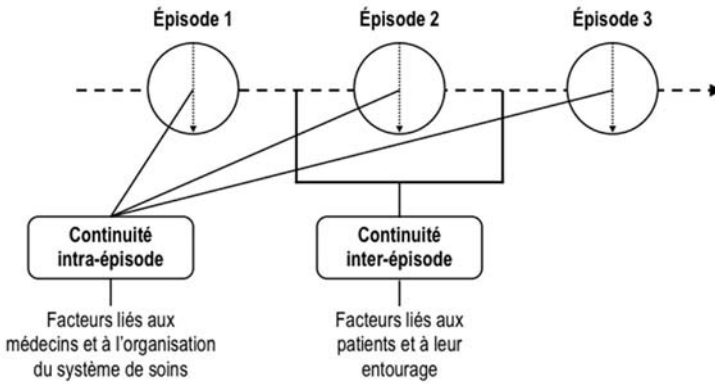 Épisode 1
Épisode 2
Épisode 3
Continuité
intra-épisode
Continuité
inter-épisode
Facteurs liés aux
médecins et à l'organisation
du système de soins
Facteurs liés aux
patients et à leur
entourage